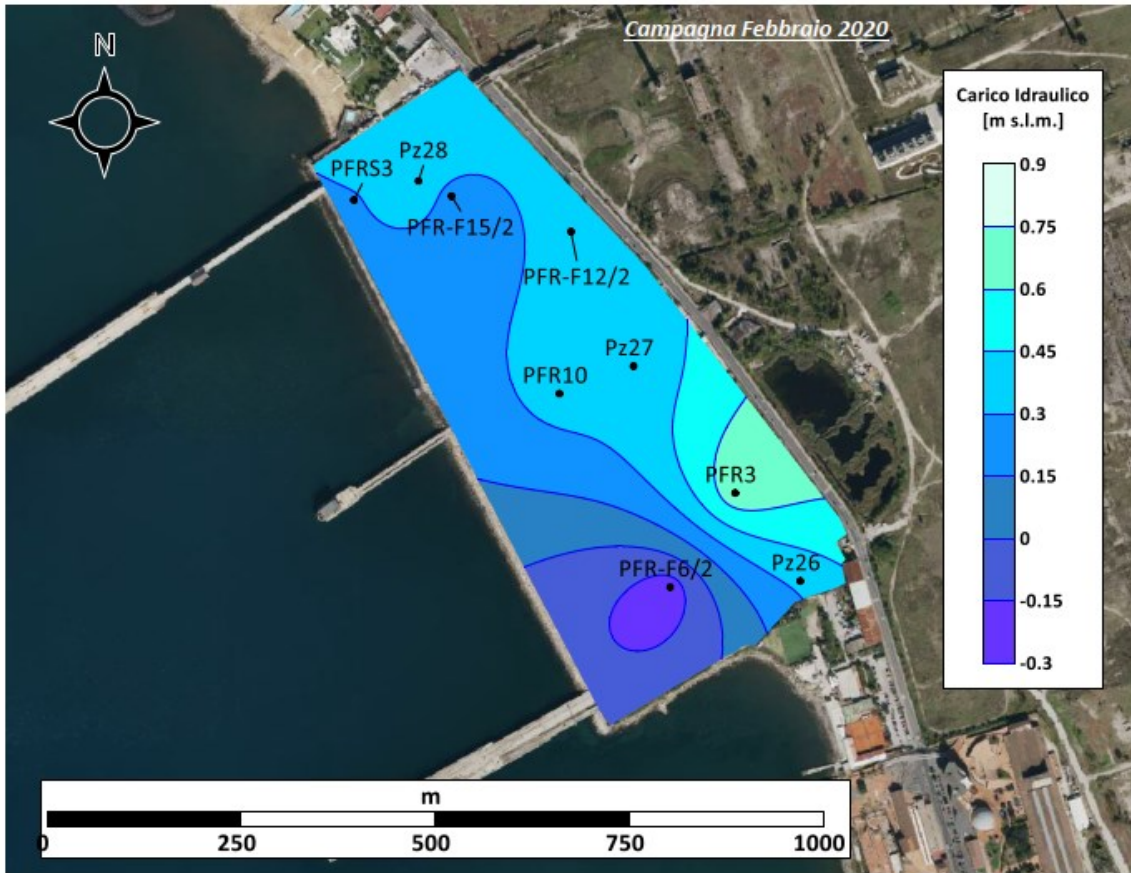 Campagna Febbraio 2020
N
Carico Idraulico
[m s.l.m.]
0.9
0.75
0.6
0.45
0.3
0.15
0
-0.15
-0.3
Pz28
PFRS3
PFR-F15/2
PFR-F12/2
Pz27
PFR10
PFR3
Pz26
PFR-F6/2
m
0 250 500 750 1000